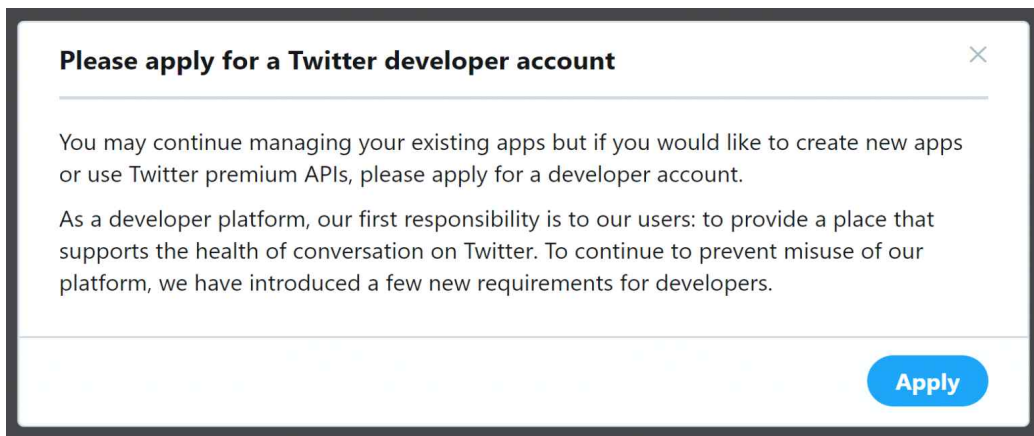 Please apply for a Twitter developer account
You may continue managing your existing apps but if you would like to create new apps
or use Twitter premium APIs, please apply for a developer account.
As a developer platform, our first responsibility is to our users: to provide a place that
supports the health of conversation on Twitter. To continue to prevent misuse of our
platform, we have introduced a few new requirements for developers.
Apply